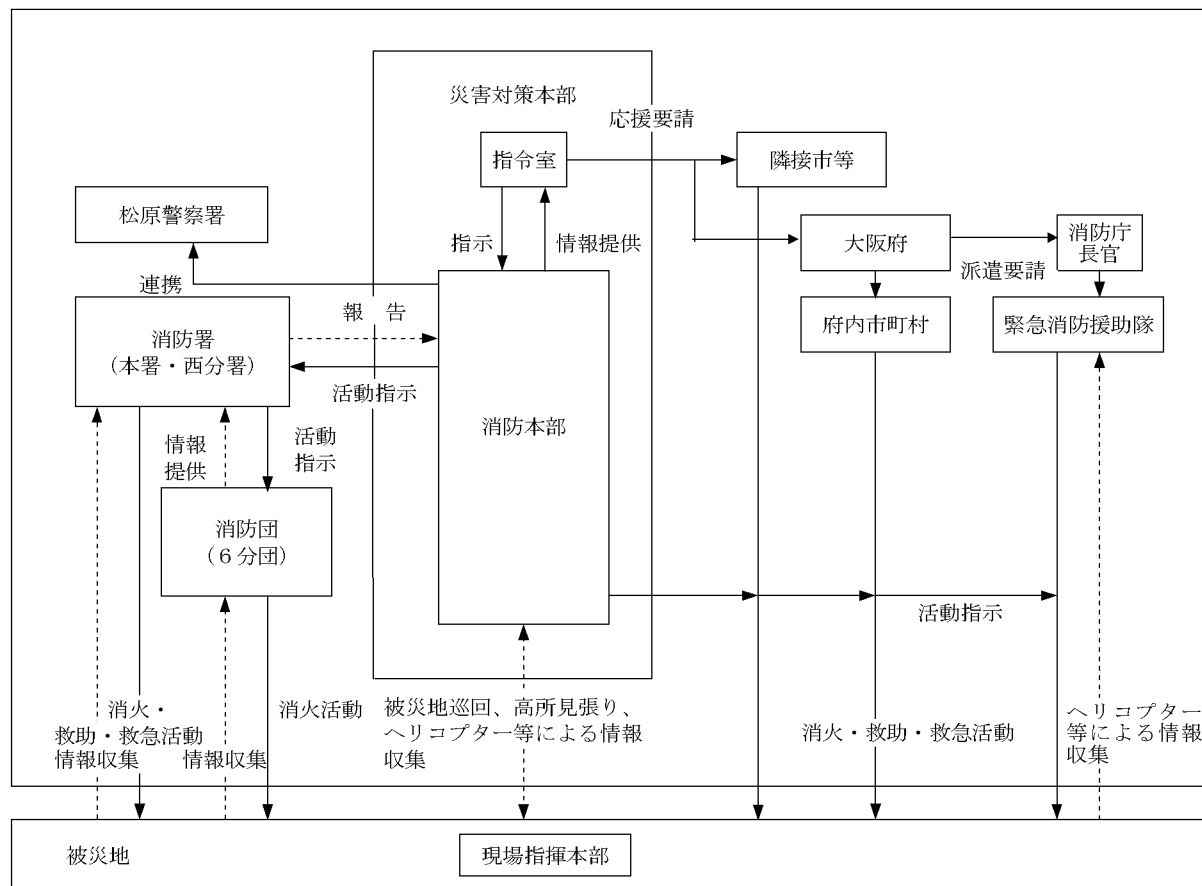 災害対策本部
応援要請
指令室
隣接市等
松原警察署
大阪府
消防庁
長官
指示
情報提供
派遣要請
連携
報　告
消防署
（本署・西分署）
府内市町村
緊急消防援助隊
活動指示
消防本部
情報
提供
活動
指示
消防団
（６分団）
活動指示
消火・
救助・救急活動
情報収集
情報収集
消火活動
被災地巡回、高所見張り、
ヘリコプター等による情報
収集
消火・救助・救急活動
ヘリコプター
等による情報
収集
被災地
現場指揮本部